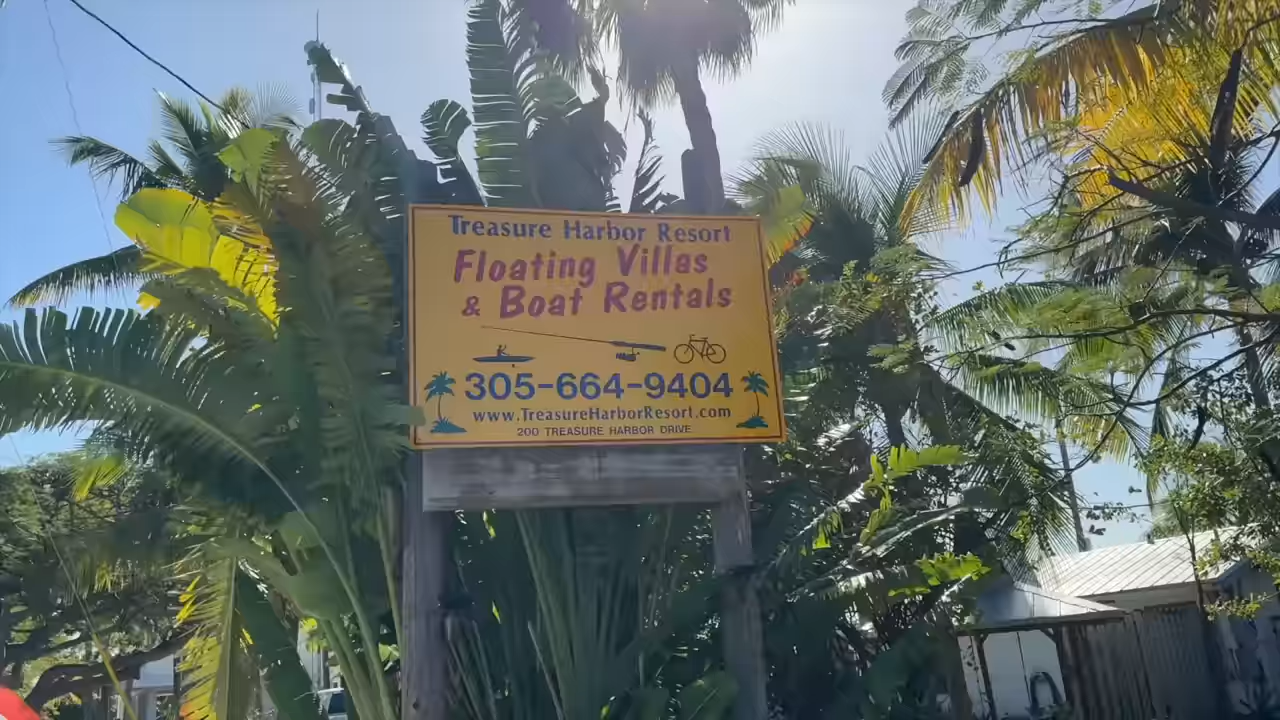 Treasure Harbor Resort
Floating Villas
& Boat Rentals
305-664-9404
www.TreasureHarborResort.com
200 TREASURE HARBOR DRIVE